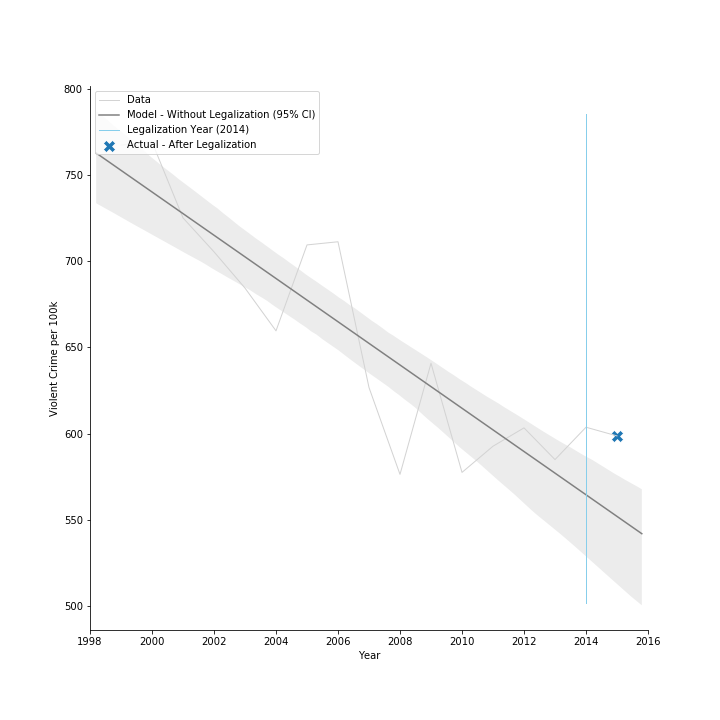 800
Data
Model - Without Legalization (95% CI)
Legalization Year (2014)
Actual - After Legalization
750
700
650
600
550
500
Violent Crime per 100k
1998 2000 2002 2004 2006 2008 2010 2012 2014 2016
Year